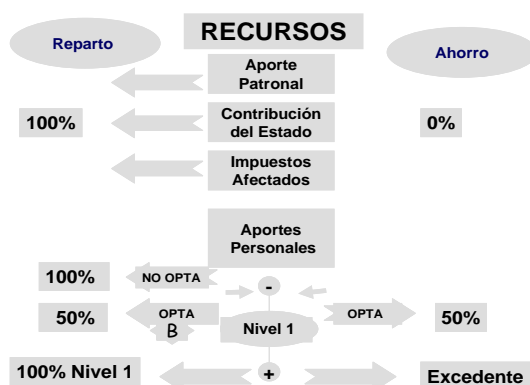 RECURSOS
Reparto
Ahorro
Aporte
Patronal
100%
Contribución
del Estado
0%
Impuestos
Afectados
Aportes
Personales
100%
NO OPTA
-
50%
OPTA
B
Nivel 1
OPTA
50%
100% Nivel 1
+
Excedente